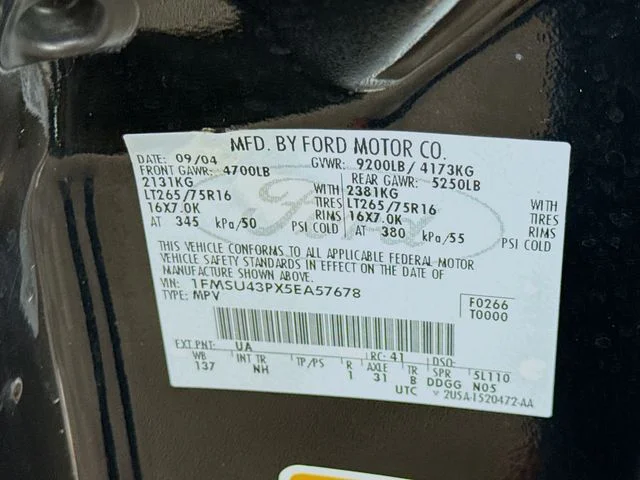 MFD. BY FORD MOTOR CO.
DATE: 09/04 GVWR: 9200LB/ 4173KG
FRONT GAWR: 4700LB REAR GAWR: 5250LB
2131KG WITH 2381KG WITH
LT265/75R16 TIRES LT265/75R16 TIRES
16X7.0K RIMS 16X7.0K RIMS
AT 345 kPa/50 PSI COLD AT 380 kPa/55 PSI COLD
Ford
THIS VEHICLE CONFORMS TO ALL APPLICABLE FEDERAL MOTOR
VEHICLE SAFETY STANDARDS IN EFFECT ON THE DATE OF
MANUFACTURE SHOWN ABOVE.
VIN: 1FMSU43PX5EA57678
TYPE: MPV
F0266
T0000
EXT PNT: UA RC: 41 DSO:
WB INT TR TP/PS R AXLE TR SPR 5L110
137 NH 1 31 B DDGG N05
UTC ▽ 2U5A-1520472-AA